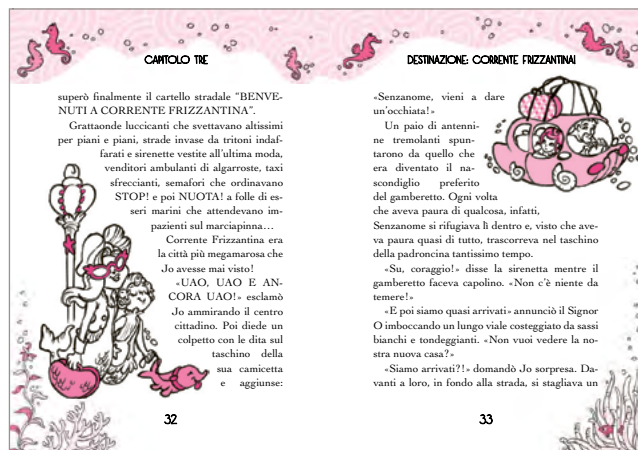 CAPITOLO TRE
superò finalmente il cartello stradale "BENVE-
NUTI A CORRENTE FRIZZANTINA".
Grattaonde luccicanti che svettavano altissimi
per piani e piani, strade invase da tritoni indaf-
farati e sirenette vestite all'ultima moda,
venditori ambulanti di algarroste, taxi
sfreccianti, semafori che ordinavano
STOP! e poi NUOTA! a folle di es-
seri marini che attendevano im-
pazienti sul marciapinna…
Corrente Frizzantina era
la città più megamarosa che
Jo avesse mai visto!
«UAO, UAO E AN-
CORA UAO!» esclamò
Jo ammirando il centro
cittadino. Poi diede un
colpetto con le dita sul
taschino della
sua camicetta
e aggiunse:
32
DESTINAZIONE: CORRENTE FRIZZANTINA!
«Senzanome, vieni a dare
un'occhiata!»
Un paio di antenni-
ne tremolanti spun-
tarono da quello che
era diventato il na-
scondiglio preferito
del gamberetto. Ogni volta
che aveva paura di qualcosa, infatti,
Senzanome si rifugiava lì dentro e, visto che ave-
va paura quasi di tutto, trascorreva nel taschino
della padroncina tantissimo tempo.
«Su, coraggio!» disse la sirenetta mentre il
gamberetto faceva capolino. «Non c'è niente da
temere!»
«E poi siamo quasi arrivati» annunciò il Signor
O imboccando un lungo viale costeggiato da sassi
bianchi e tondeggianti. «Non vuoi vedere la no-
stra nuova casa?»
«Siamo arrivati?!» domandò Jo sorpresa. Da-
vanti a loro, in fondo alla strada, si stagliava un
33